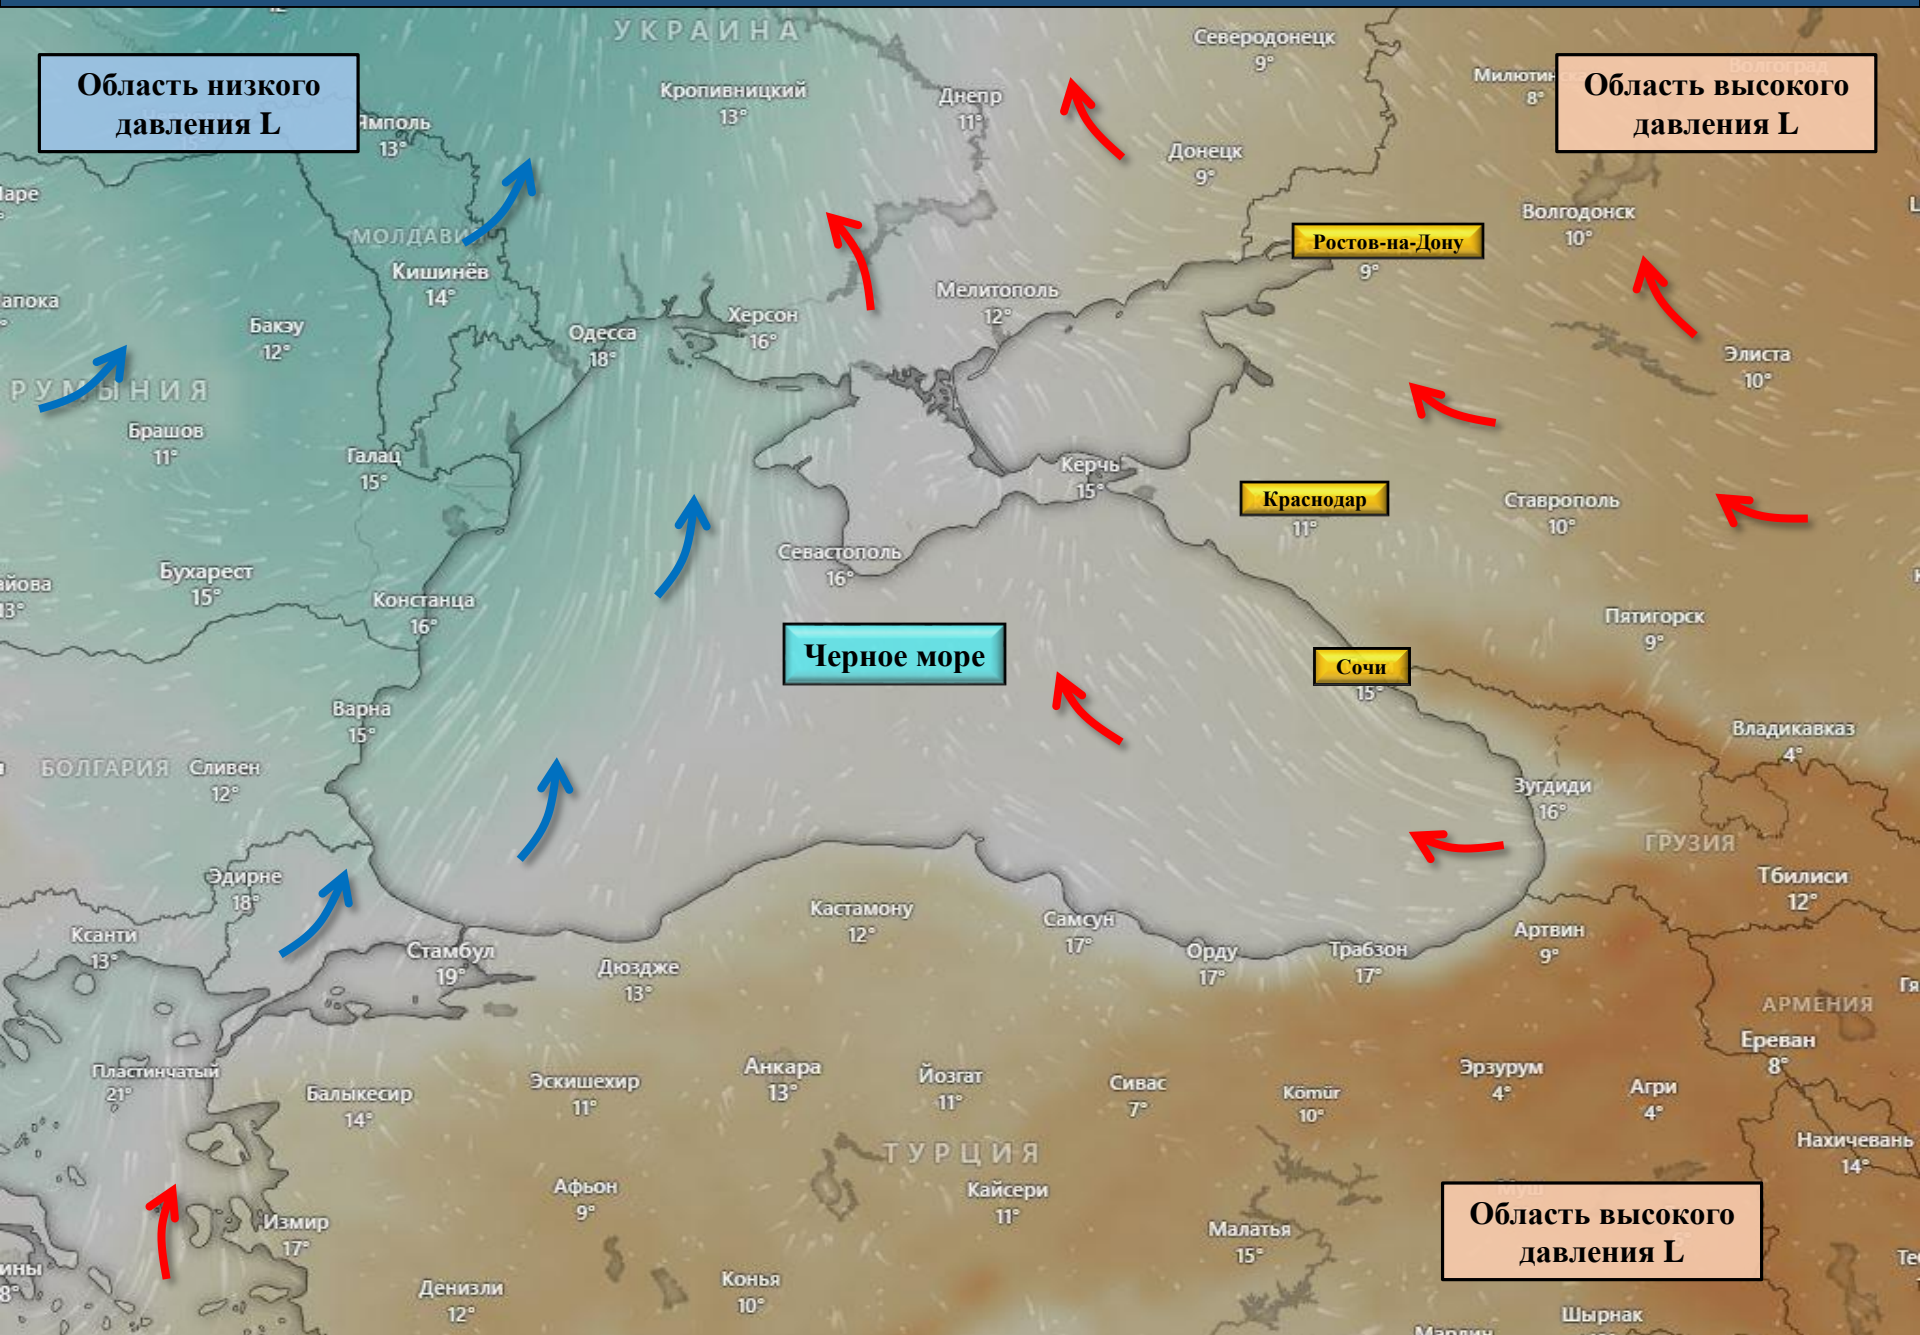 УКРАИНА
Северодонецк
9°
Область низкого
давления L
Кропивницкий
13°
Днепр
11°
8°
Область высокого
давления L
Ямполь
13°
Донецк
9°
Волгодонск
10°
МОЛДАВИЯ
Кишинёв
14°
Ростов-на-Дону
9°
Мелитополь
12°
Херсон
16°
Одесса
18°
Бакэу
12°
Элиста
10°
РУМЫНИЯ
Брашов
11°
Галац
15°
Керчь
15°
Краснодар
11°
Ставрополь
10°
Севастополь
16°
Бухарест
15°
13°
Констанца
16°
Пятигорск
9°
Черное море
Сочи
15°
Варна
15°
Владикавказ
4°
БОЛГАРИЯ
Сливен
12°
Зугдиди
16°
ГРУЗИЯ
Эдирне
18°
Тбилиси
12°
Кастамону
12°
Самсун
17°
Ксанти
13°
Стамбул
19°
Дюздже
13°
Орду
17°
Трабзон
17°
Артвин
9°
АРМЕНИЯ
Ереван
8°
Пластинчатый
21°
Балыкесир
14°
Эскишехир
11°
Анкара
13°
Йозгат
11°
Сивас
7°
Kömür
10°
Эрзурум
4°
Агри
4°
Нахичевань
14°
ТУРЦИЯ
Афьон
9°
Кайсери
11°
Измир
17°
Малатья
15°
Область высокого
давления L
Денизли
12°
Конья
10°
Шырнак